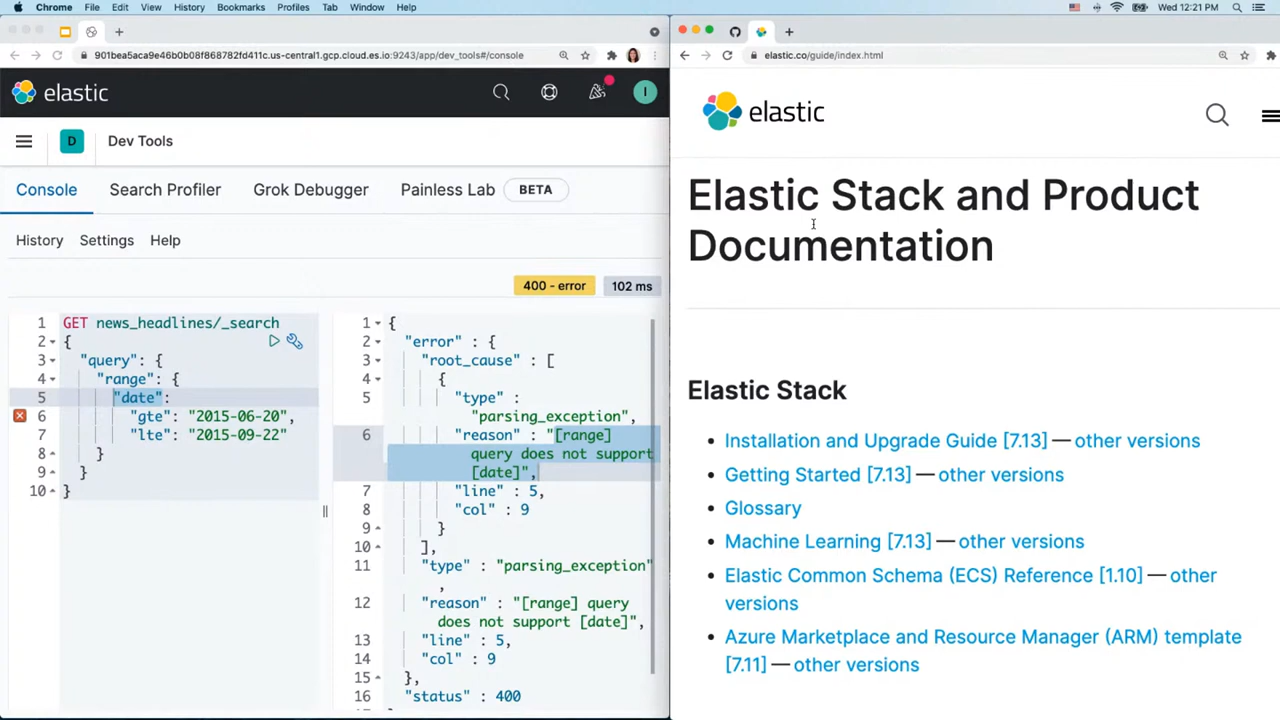 Chrome File Edit View History Bookmarks Profiles Tab Window Help Wed 12:21 PM
901bea5aca9e46b0b08f868782fd411c.us-central1.gcp.cloud.es.io:9243/app/dev_tools#/console
elastic
I
D Dev Tools
Console Search Profiler Grok Debugger Painless Lab BETA
History Settings Help
400 - error 102 ms
1 GET news_headlines/_search
2 {
3 "query": {
4 "range": {
5 "date":
6 "gte": "2015-06-20",
7 "lte": "2015-09-22"
8 }
9 }
10 }
1 {
2 "error" : {
3 "root_cause" : [
4 {
5 "type" :
"parsing_exception",
6 "reason" : "[range]
query does not support
[date]",
7 "line" : 5,
8 "col" : 9
9 }
10 ],
11 "type" : "parsing_exception"
,
12 "reason" : "[range] query
does not support [date]",
13 "line" : 5,
14 "col" : 9
15 },
16 "status" : 400
elastic.co/guide/index.html
elastic
Elastic Stack and Product
Documentation
Elastic Stack
• Installation and Upgrade Guide [7.13] — other versions
• Getting Started [7.13] — other versions
• Glossary
• Machine Learning [7.13] — other versions
• Elastic Common Schema (ECS) Reference [1.10] — other
versions
• Azure Marketplace and Resource Manager (ARM) template
[7.11] — other versions